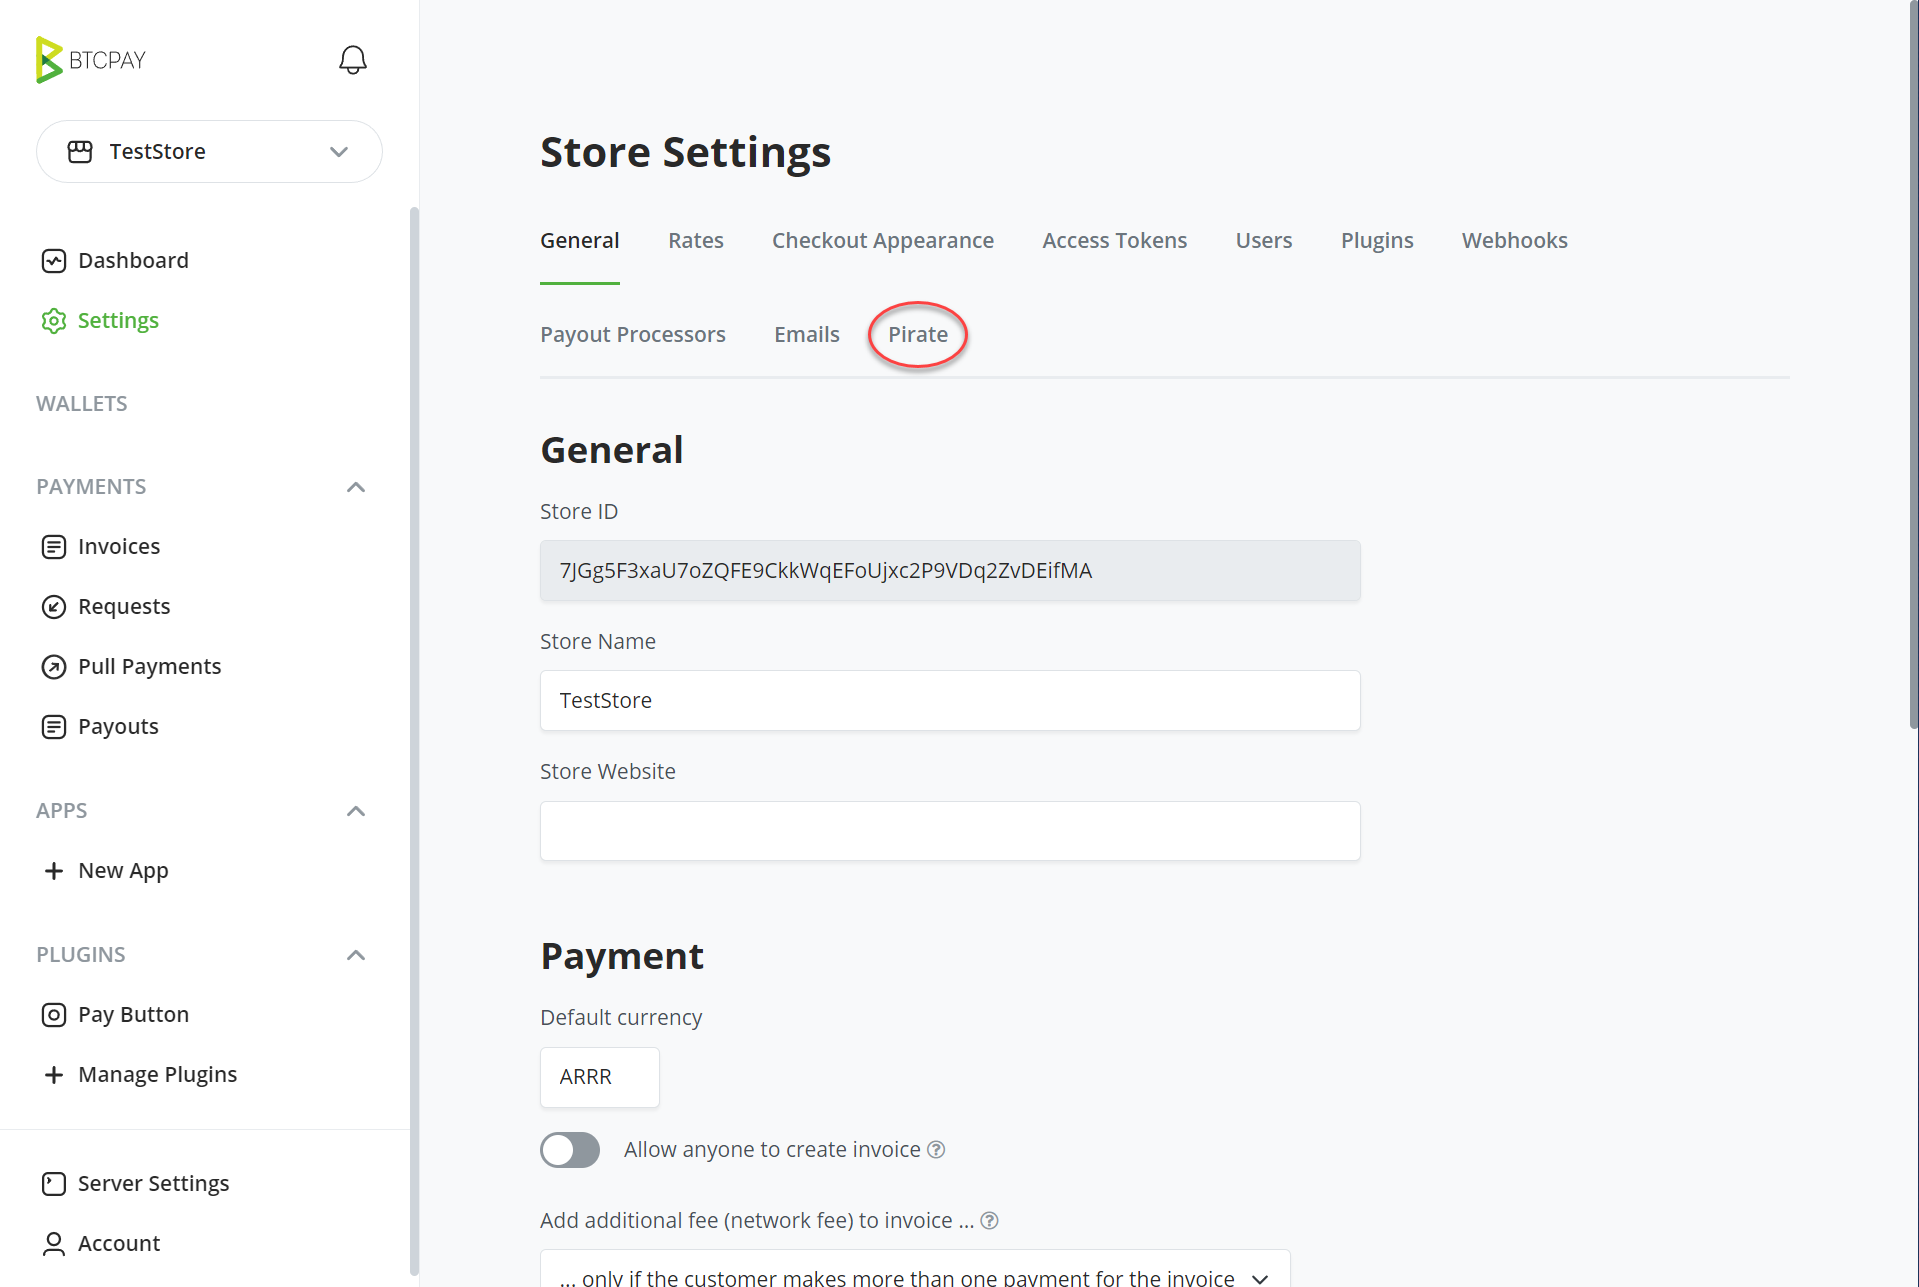 BTCPAY
TestStore
Dashboard
Settings
WALLETS
PAYMENTS
Invoices
Requests
Pull Payments
Payouts
APPS
New App
PLUGINS
Pay Button
Manage Plugins
Server Settings
Account
Store Settings
General Rates Checkout Appearance Access Tokens Users Plugins Webhooks
Payout Processors Emails Pirate
General
Store ID
7JGg5F3xaU7oZQFE9CkkWqEFoUjxc2P9VDq2ZvDEifMA
Store Name
TestStore
Store Website
Payment
Default currency
ARRR
Allow anyone to create invoice
Add additional fee (network fee) to invoice ...
... only if the customer makes more than one payment for the invoice